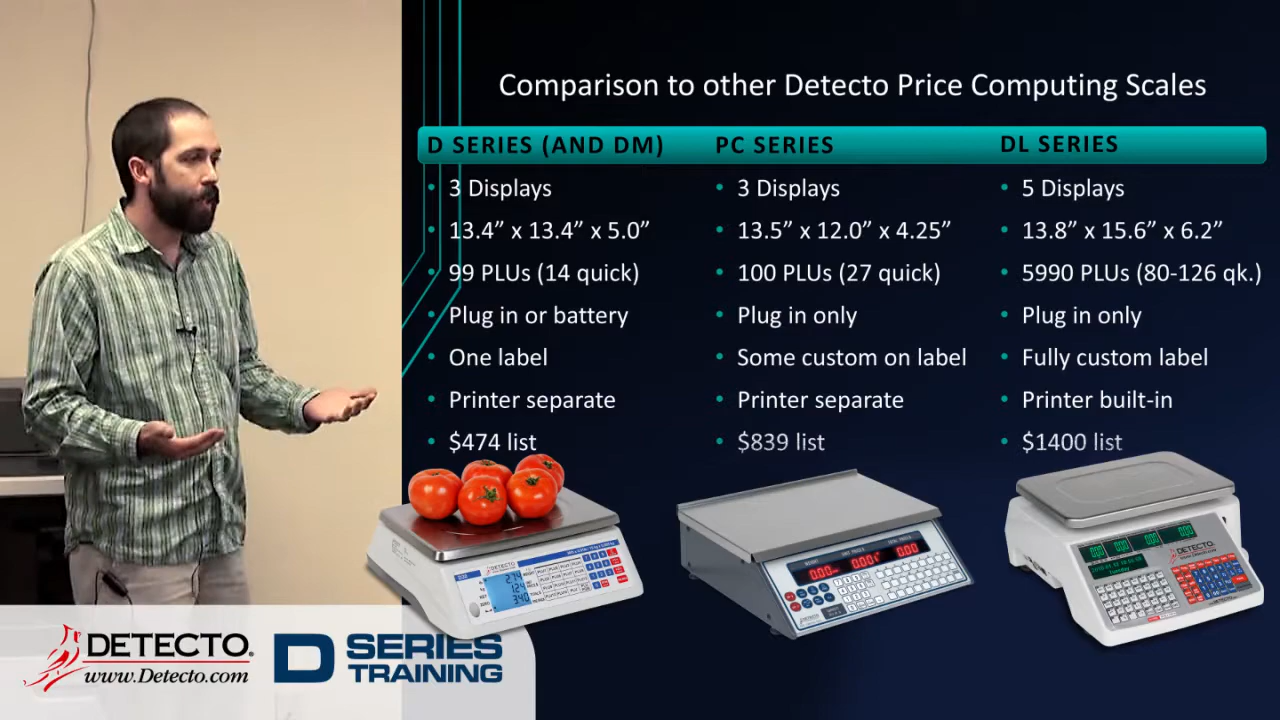 Comparison to other Detecto Price Computing Scales
D SERIES (AND DM)
PC SERIES
DL SERIES
• 3 Displays
• 13.4” x 13.4” x 5.0”
• 99 PLUs (14 quick)
• Plug in or battery
• One label
• Printer separate
• $474 list
• 3 Displays
• 13.5” x 12.0” x 4.25”
• 100 PLUs (27 quick)
• Plug in only
• Some custom on label
• Printer separate
• $839 list
• 5 Displays
• 13.8” x 15.6” x 6.2”
• 5990 PLUs (80-126 qk.)
• Plug in only
• Fully custom label
• Printer built-in
• $1400 list
DETECTO
0.00
DETECTO
DETECTO®
www.Detecto.com
D SERIES
TRAINING